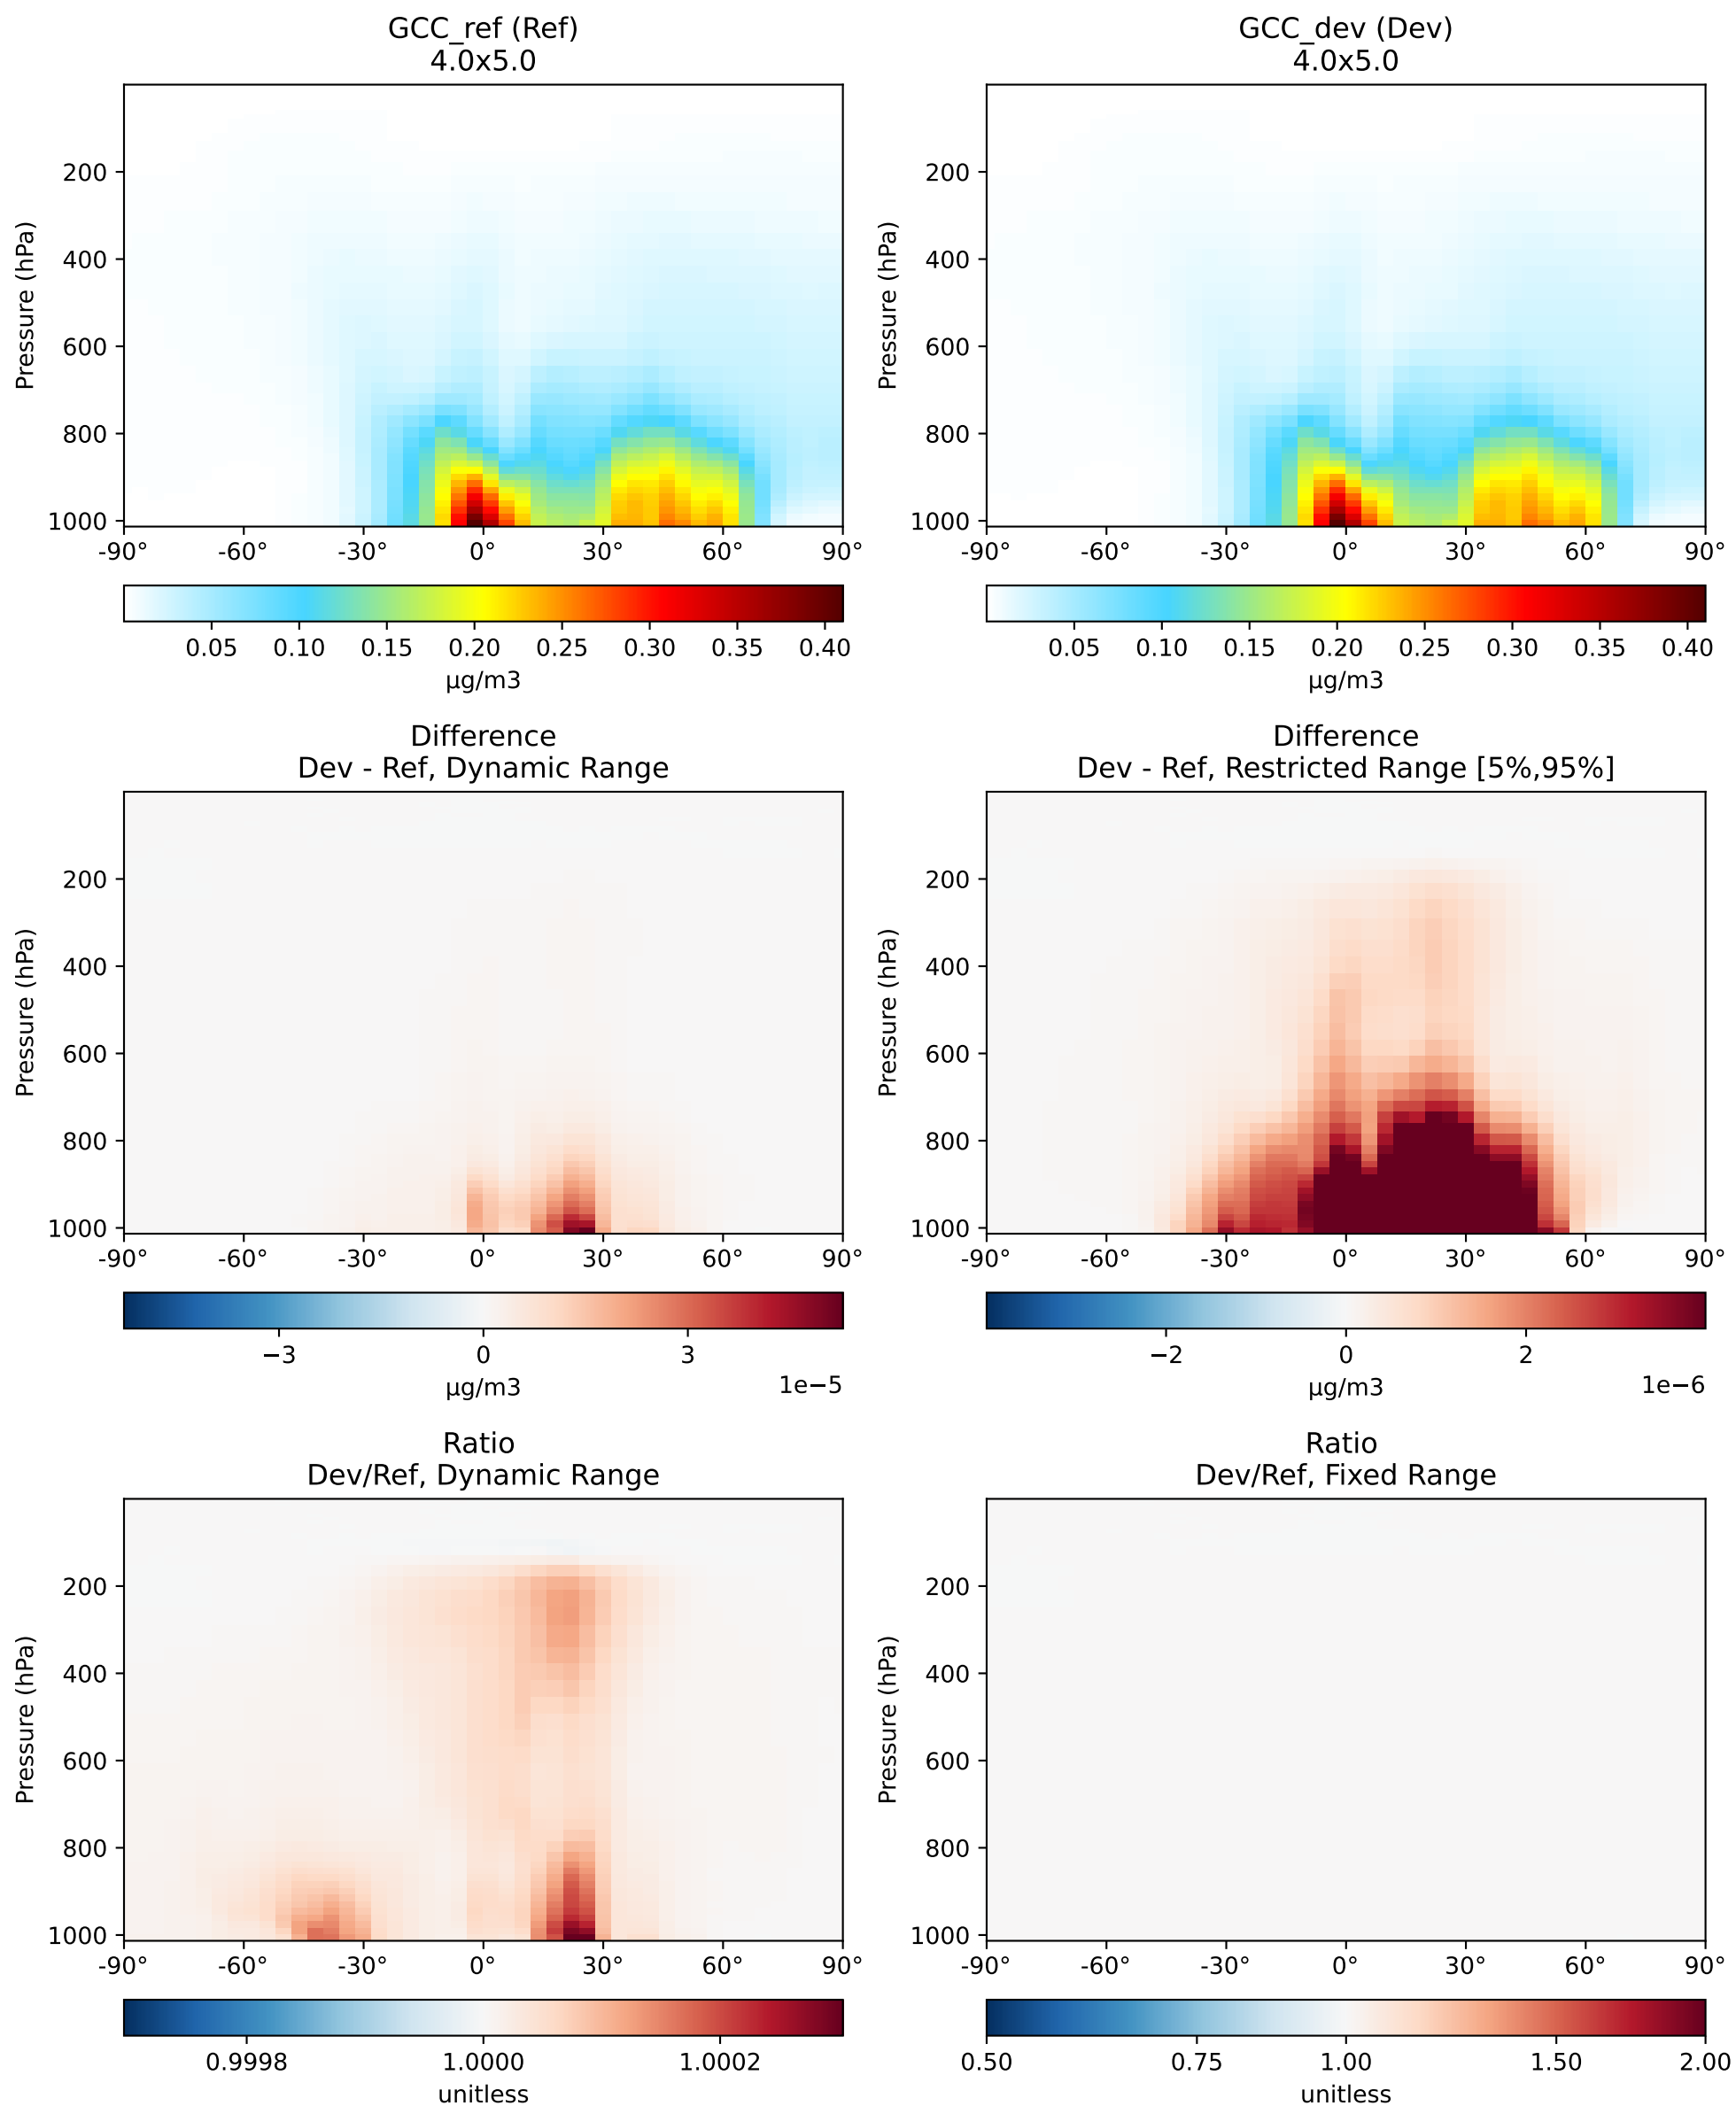 GCC_ref (Ref)
4.0x5.0
GCC_dev (Dev)
4.0x5.0
Pressure (hPa)
200
400
600
800
1000
-90° -60° -30° 0° 30° 60° 90°
0.05 0.10 0.15 0.20 0.25 0.30 0.35 0.40
μg/m3
Pressure (hPa)
200
400
600
800
1000
-90° -60° -30° 0° 30° 60° 90°
0.05 0.10 0.15 0.20 0.25 0.30 0.35 0.40
μg/m3
Difference
Dev - Ref, Dynamic Range
Pressure (hPa)
200
400
600
800
1000
-90° -60° -30° 0° 30° 60° 90°
−3 0 3
μg/m3
1e−5
Difference
Dev - Ref, Restricted Range [5%,95%]
Pressure (hPa)
200
400
600
800
1000
-90° -60° -30° 0° 30° 60° 90°
−2 0 2
μg/m3
1e−6
Ratio
Dev/Ref, Dynamic Range
Pressure (hPa)
200
400
600
800
1000
-90° -60° -30° 0° 30° 60° 90°
0.9998 1.0000 1.0002
unitless
Ratio
Dev/Ref, Fixed Range
Pressure (hPa)
200
400
600
800
1000
-90° -60° -30° 0° 30° 60° 90°
0.50 0.75 1.00 1.50 2.00
unitless